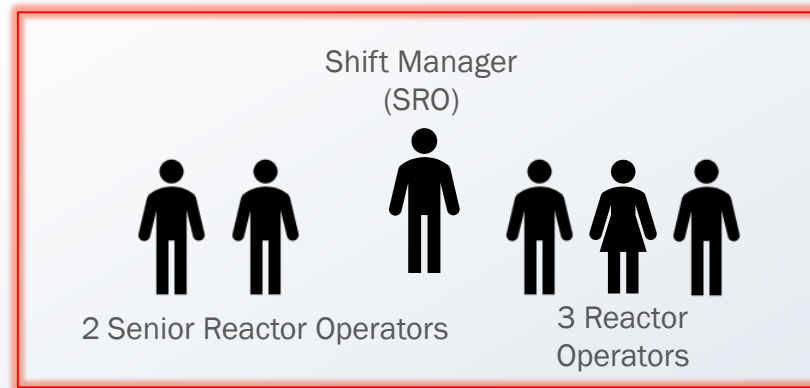 Shift Manager
(SRO)
2 Senior Reactor Operators
3 Reactor
Operators